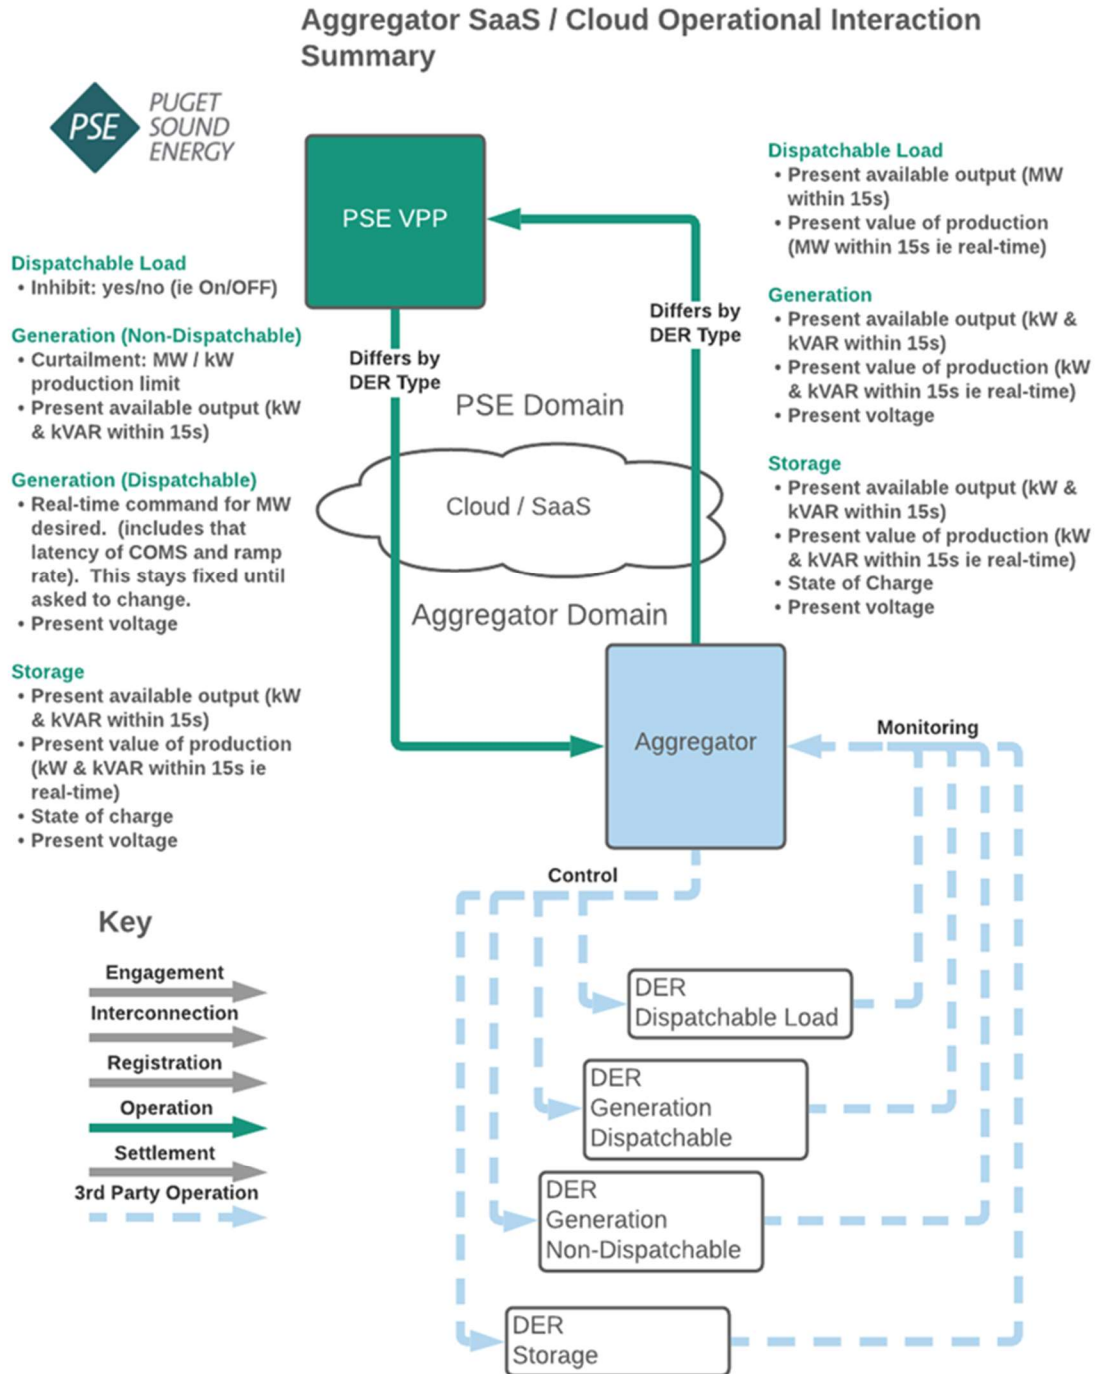 Aggregator SaaS / Cloud Operational Interaction
Summary
PSE
PUGET
SOUND
ENERGY
PSE VPP
Dispatchable Load
• Inhibit: yes/no (ie On/OFF)
Generation (Non-Dispatchable)
• Curtailment: MW / kW
production limit
• Present available output (kW
& kVAR within 15s)
Generation (Dispatchable)
• Real-time command for MW
desired. (includes that
latency of COMS and ramp
rate). This stays fixed until
asked to change.
• Present voltage
Storage
• Present available output (kW
& kVAR within 15s)
• Present value of production
(kW & kVAR within 15s ie
real-time)
• State of charge
• Present voltage
Differs by
DER Type
Differs by
DER Type
PSE Domain
Cloud / SaaS
Aggregator Domain
Dispatchable Load
• Present available output (MW
within 15s)
• Present value of production
(MW within 15s ie real-time)
Generation
• Present available output (kW &
kVAR within 15s)
• Present value of production (kW
& kVAR within 15s ie real-time)
• Present voltage
Storage
• Present available output (kW &
kVAR within 15s)
• Present value of production (kW
& kVAR within 15s ie real-time)
• State of Charge
• Present voltage
Aggregator
Monitoring
Control
DER
Dispatchable Load
DER
Generation
Dispatchable
DER
Generation
Non-Dispatchable
DER
Storage
Key
Engagement
Interconnection
Registration
Operation
Settlement
3rd Party Operation